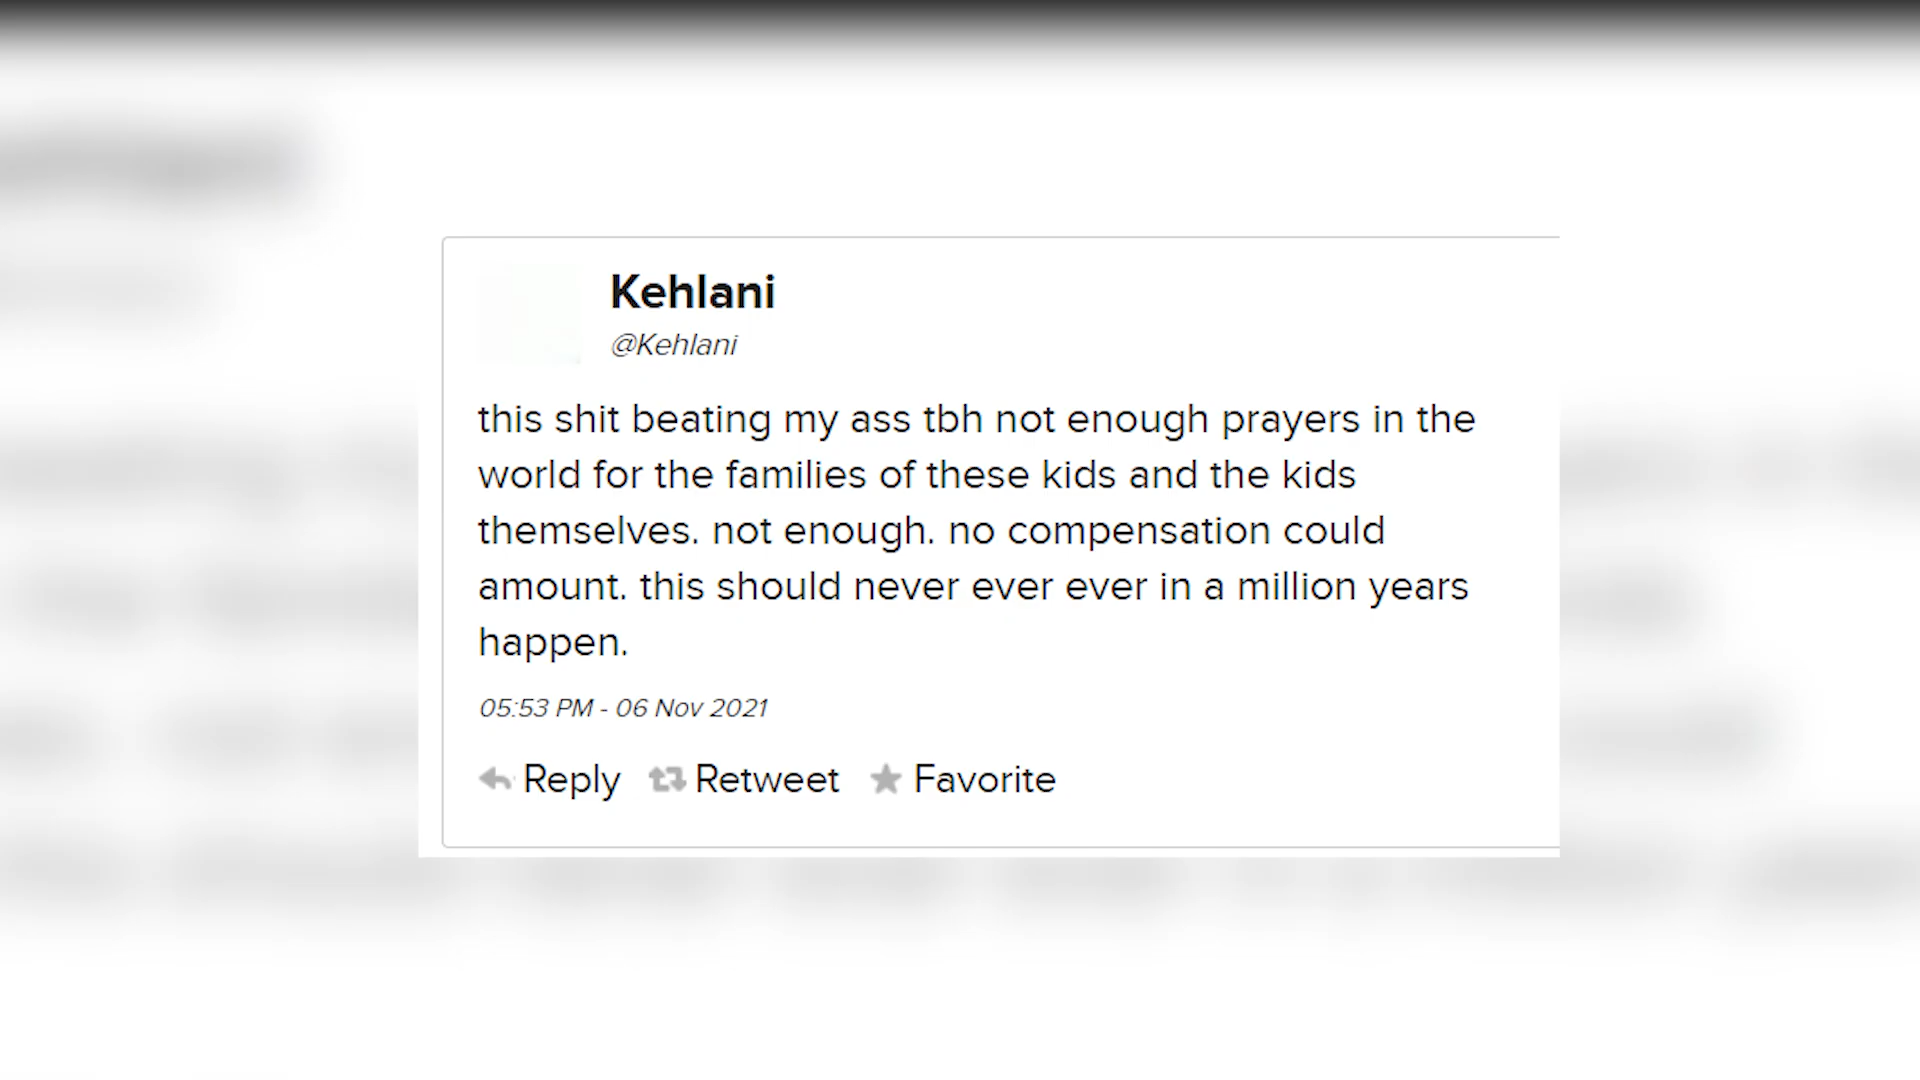 Kehlani
@Kehlani
this shit beating my ass tbh not enough prayers in the
world for the families of these kids and the kids
themselves. not enough. no compensation could
amount. this should never ever ever in a million years
happen.
05:53 PM - 06 Nov 2021
Reply Retweet Favorite